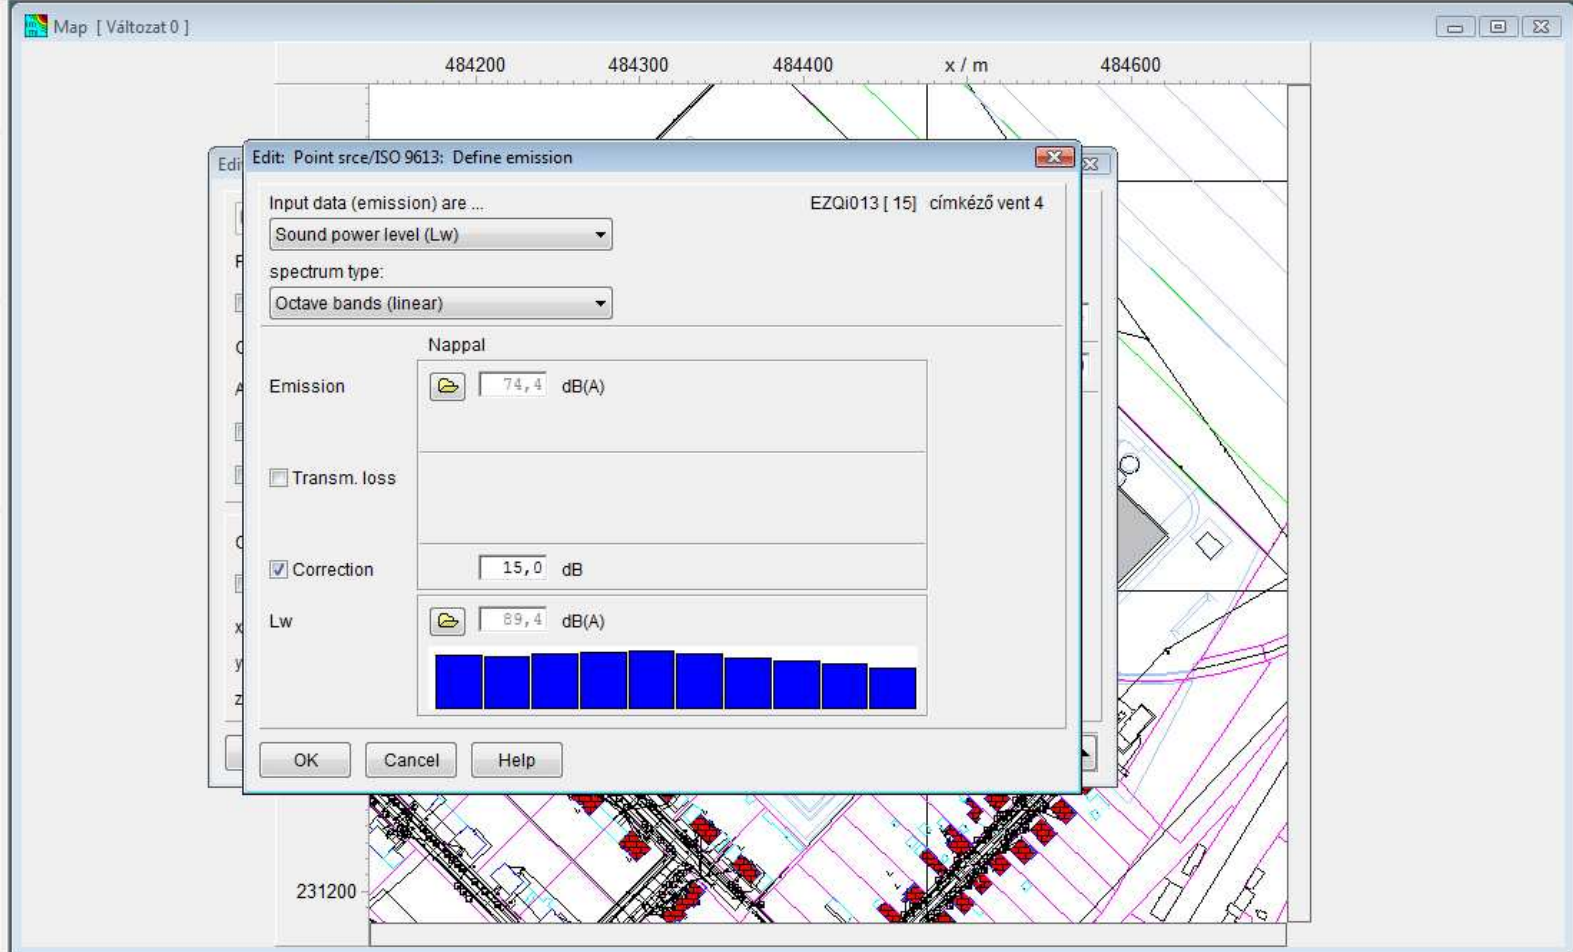 Map [ Változat 0 ]
484200 484300 484400 x / m 484600
Edit: Point srce/ISO 9613: Define emission
Input data (emission) are ... EZQi013 [ 15] címkéző vent 4
Sound power level (Lw)
spectrum type:
Octave bands (linear)
Nappal
Emission 74,4 dB(A)
Transm. loss
Correction 15,0 dB
Lw 89,4 dB(A)
OK Cancel Help
231200